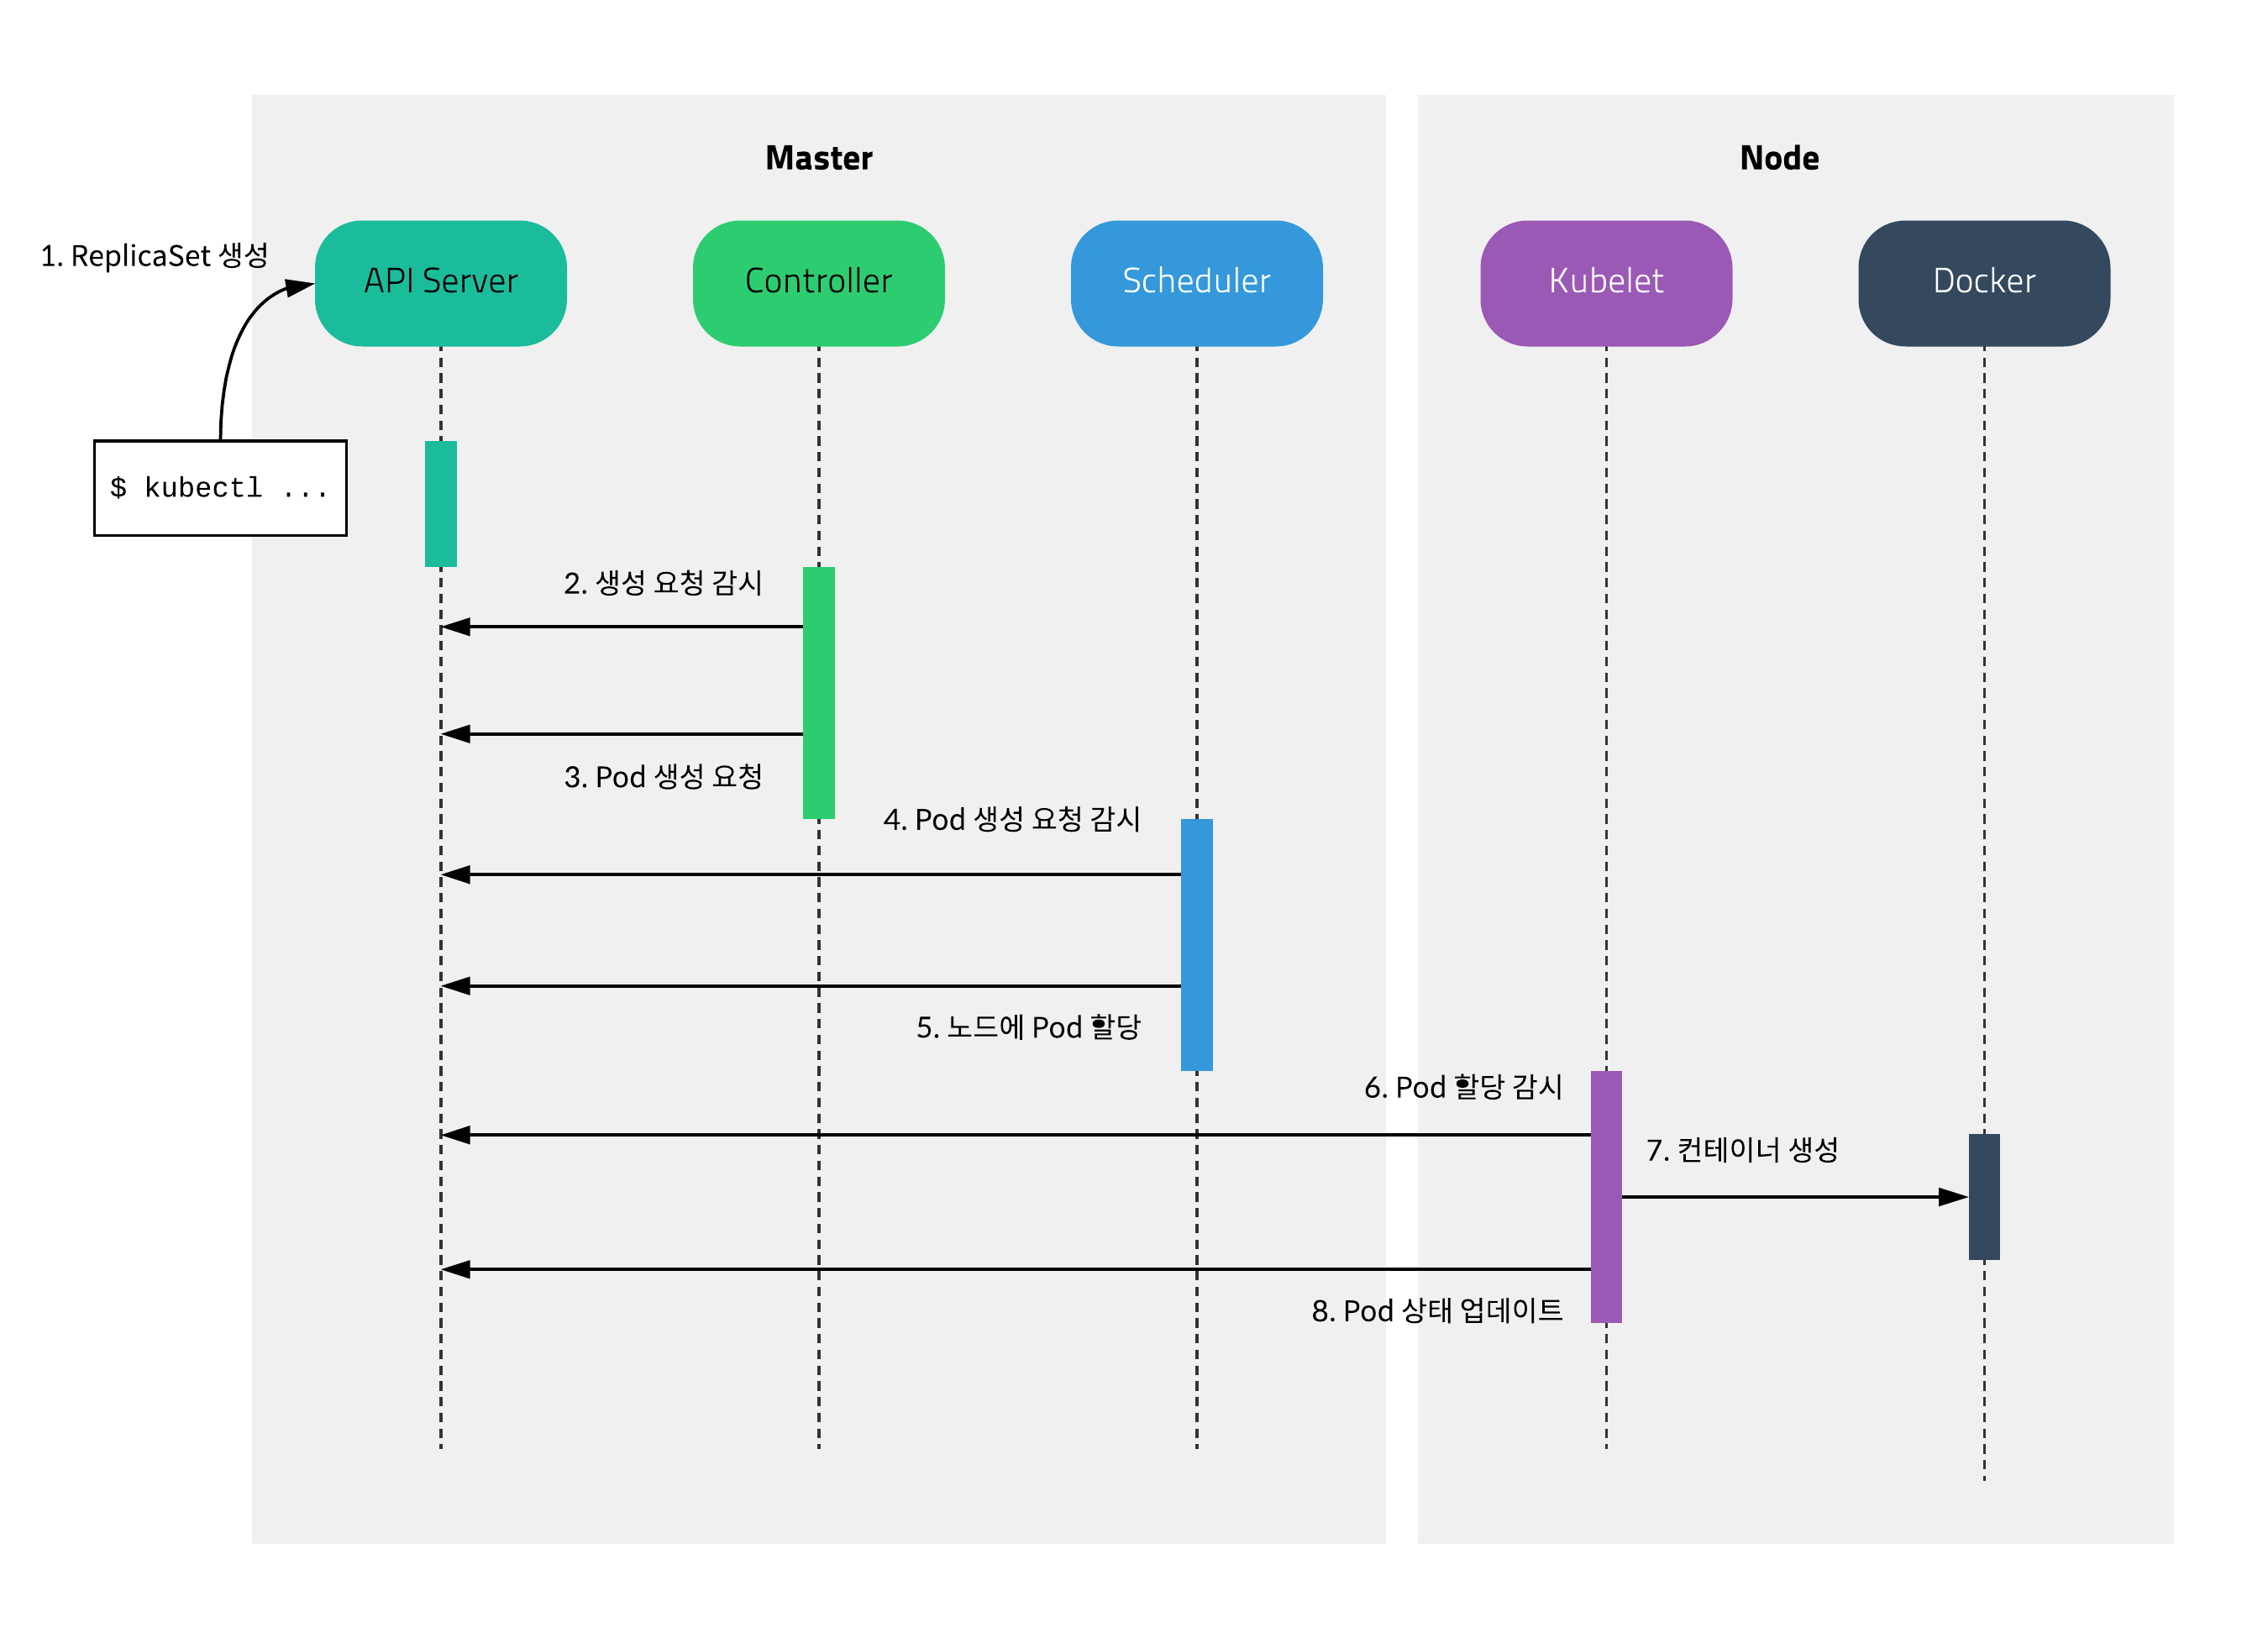 Master
Node
1. ReplicaSet 생성
API Server
Controller
Scheduler
Kubelet
Docker
$ kubectl ...
2. 생성 요청 감시
3. Pod 생성 요청
4. Pod 생성 요청 감시
5. 노드에 Pod 할당
6. Pod 할당 감시
7. 컨테이너 생성
8. Pod 상태 업데이트